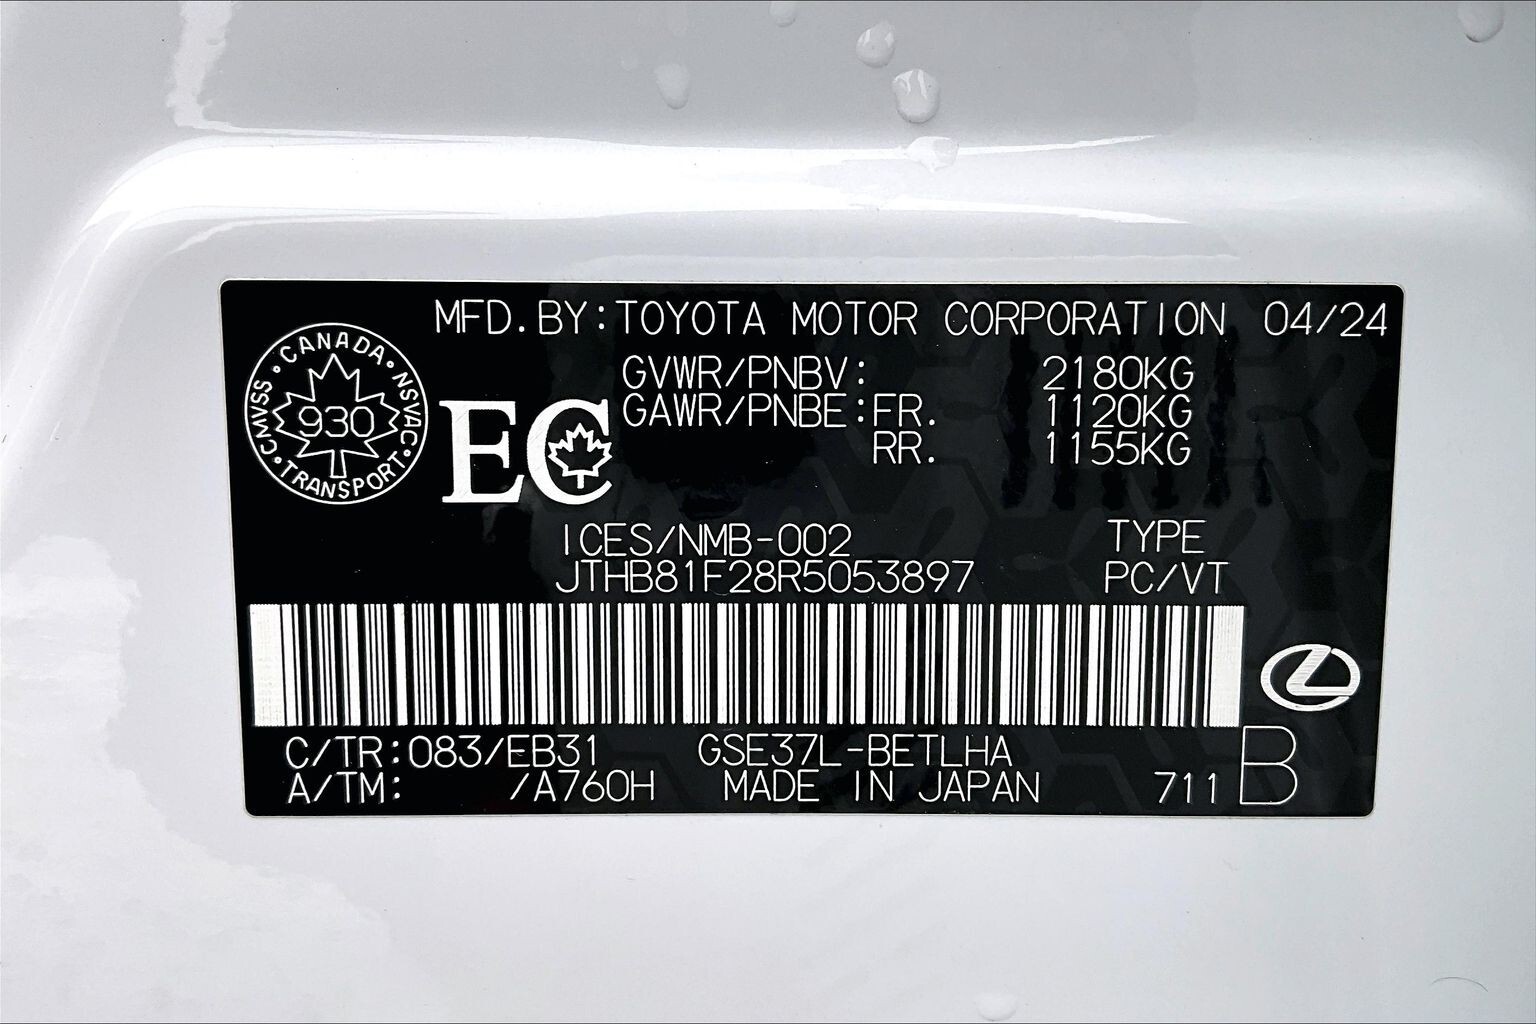 MFD. BY: TOYOTA MOTOR CORPORATION 04/24
CANADA
CMVSS 930 NSVAC
TRANSPORT
GVWR/PNBV: 2180KG
GAWR/PNBE: FR. 1120KG
RR. 1155KG
EC
ICES/NMB-002 TYPE
JTHB81F28R5053897 PC/VT
C/TR: 083/EB31 GSE37L-BETLHA
A/TM: /A760H MADE IN JAPAN 711 B